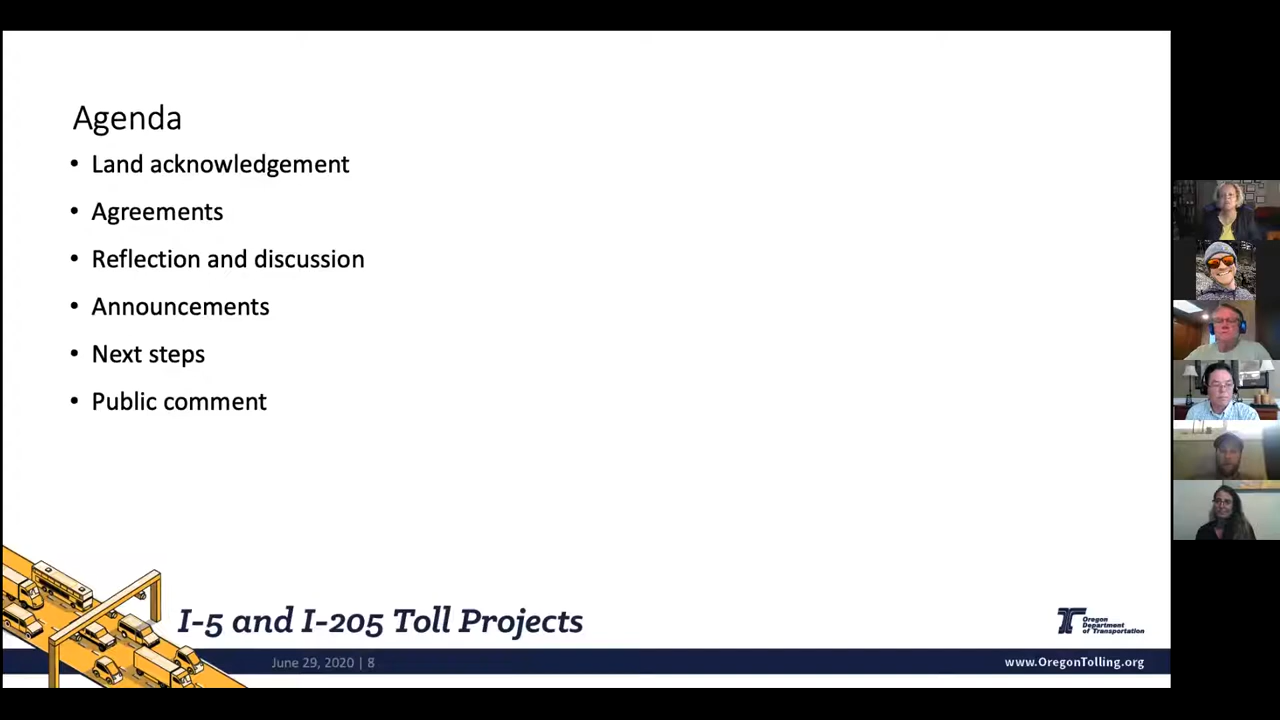 Agenda
• Land acknowledgement
• Agreements
• Reflection and discussion
• Announcements
• Next steps
• Public comment
I-5 and I-205 Toll Projects
Oregon
Department
of Transportation
June 29, 2020 | 8
www.OregonTolling.org